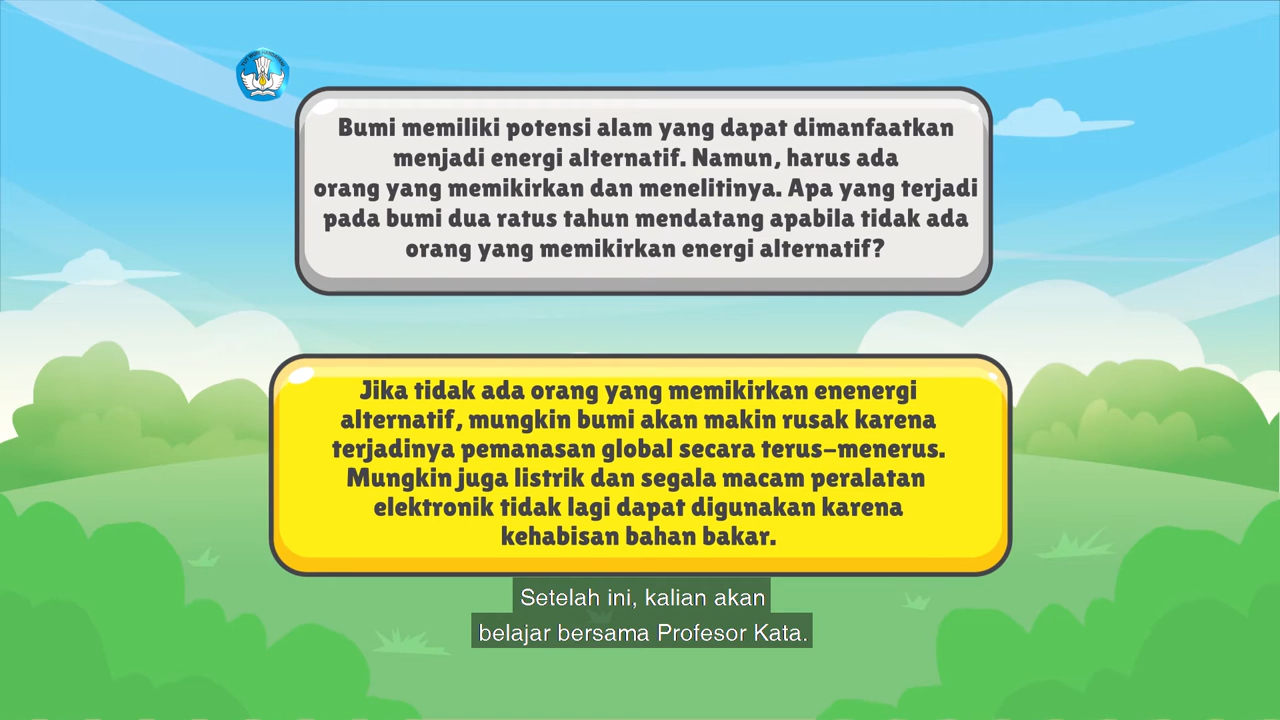 Bumi memiliki potensi alam yang dapat dimanfaatkan
menjadi energi alternatif. Namun, harus ada
orang yang memikirkan dan menelitinya. Apa yang terjadi
pada bumi dua ratus tahun mendatang apabila tidak ada
orang yang memikirkan energi alternatif?
Jika tidak ada orang yang memikirkan enenergi
alternatif, mungkin bumi akan makin rusak karena
terjadinya pemanasan global secara terus-menerus.
Mungkin juga listrik dan segala macam peralatan
elektronik tidak lagi dapat digunakan karena
kehabisan bahan bakar.
Setelah ini, kalian akan
belajar bersama Profesor Kata.